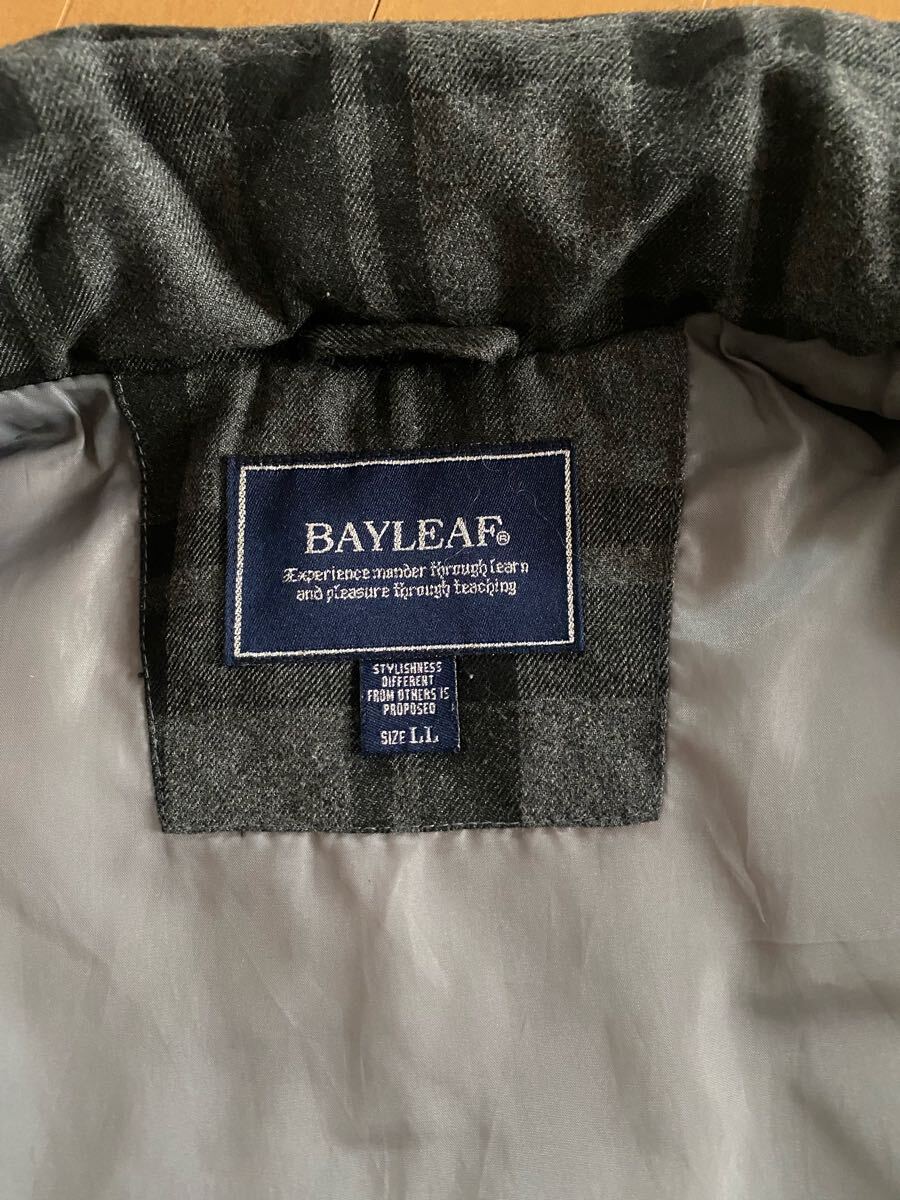 BAYLEAF®
Experience mander through learn
and pleasure through teaching
STYLISHNESS
DIFFERENT
FROM OTHERS IS
PROPOSED
SIZE LL